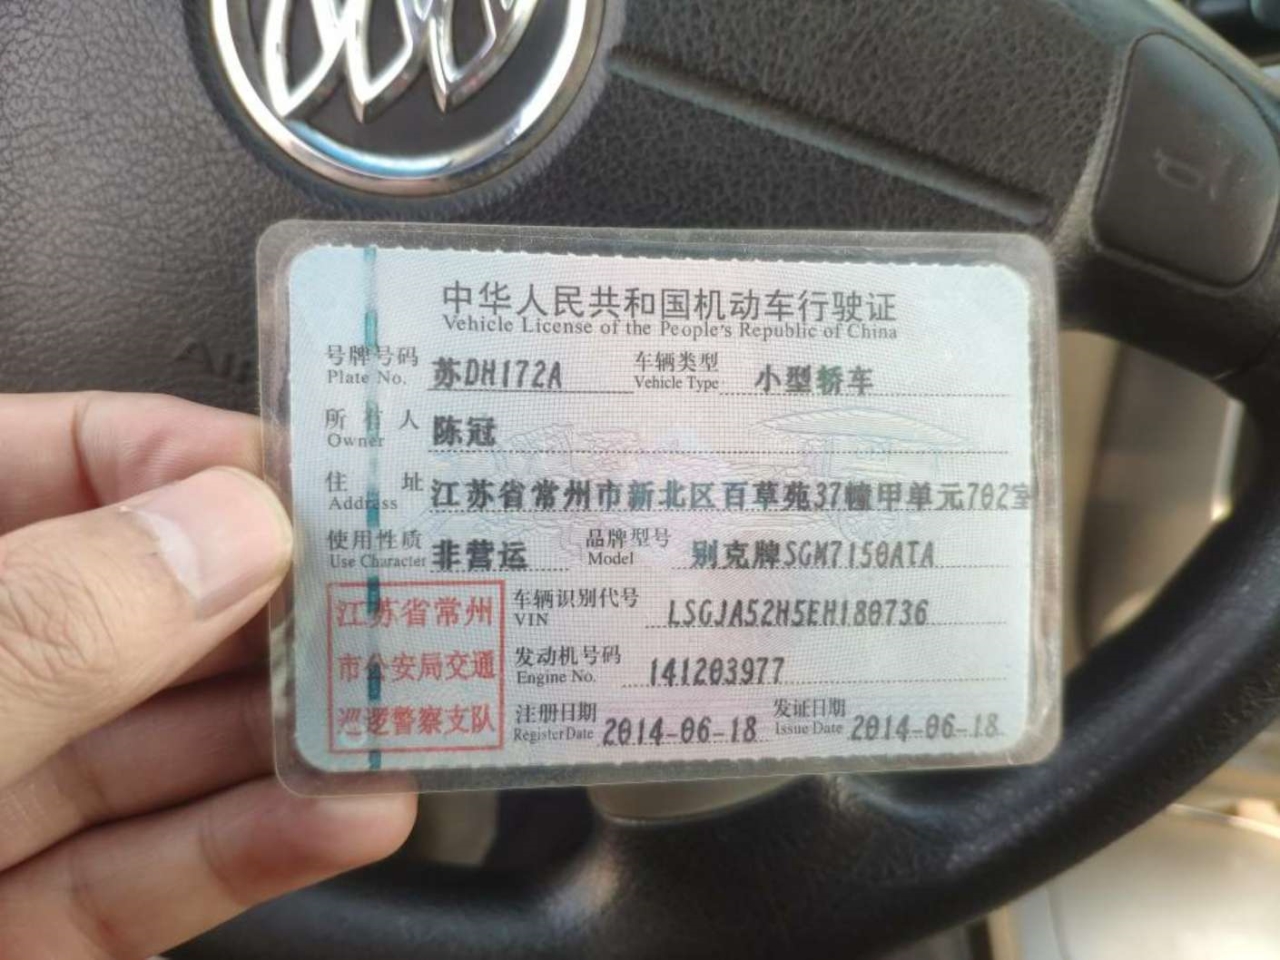 中华人民共和国机动车行驶证
Vehicle License of the People's Republic of China
号牌号码 苏DH172A 车辆类型 小型轿车
Plate No. Vehicle Type
所有人 陈冠
Owner
住址 江苏省常州市新北区百草苑37幢甲单元702室
Address
使用性质 非营运 品牌型号 别克牌SGM7150ATA
Use Character Model
江苏省常州
市公安局交通
巡逻警察支队
车辆识别代号 LSGJA52H5EH180736
VIN
发动机号码 141203977
Engine No.
注册日期 2014-06-18 发证日期 2014-06-18
Register Date Issue Date